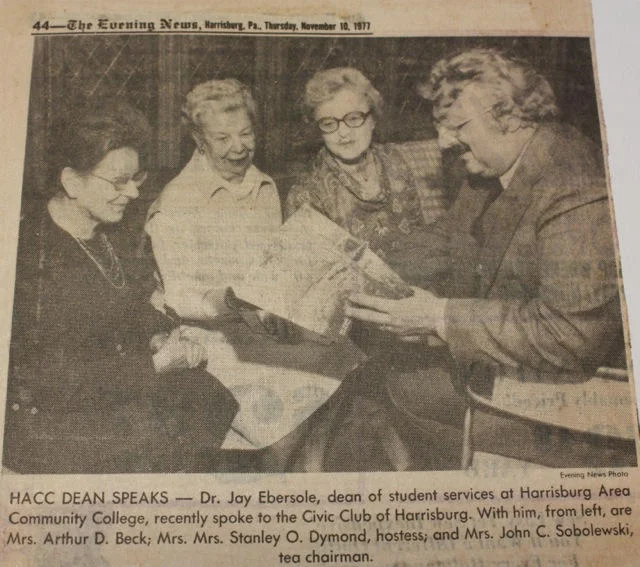 44—The Evening News, Harrisburg, Pa., Thursday, November 10, 1977
Evening News Photo
HACC DEAN SPEAKS — Dr. Jay Ebersole, dean of student services at Harrisburg Area
Community College, recently spoke to the Civic Club of Harrisburg. With him, from left, are
Mrs. Arthur D. Beck; Mrs. Mrs. Stanley O. Dymond, hostess; and Mrs. John C. Sobolewski,
tea chairman.